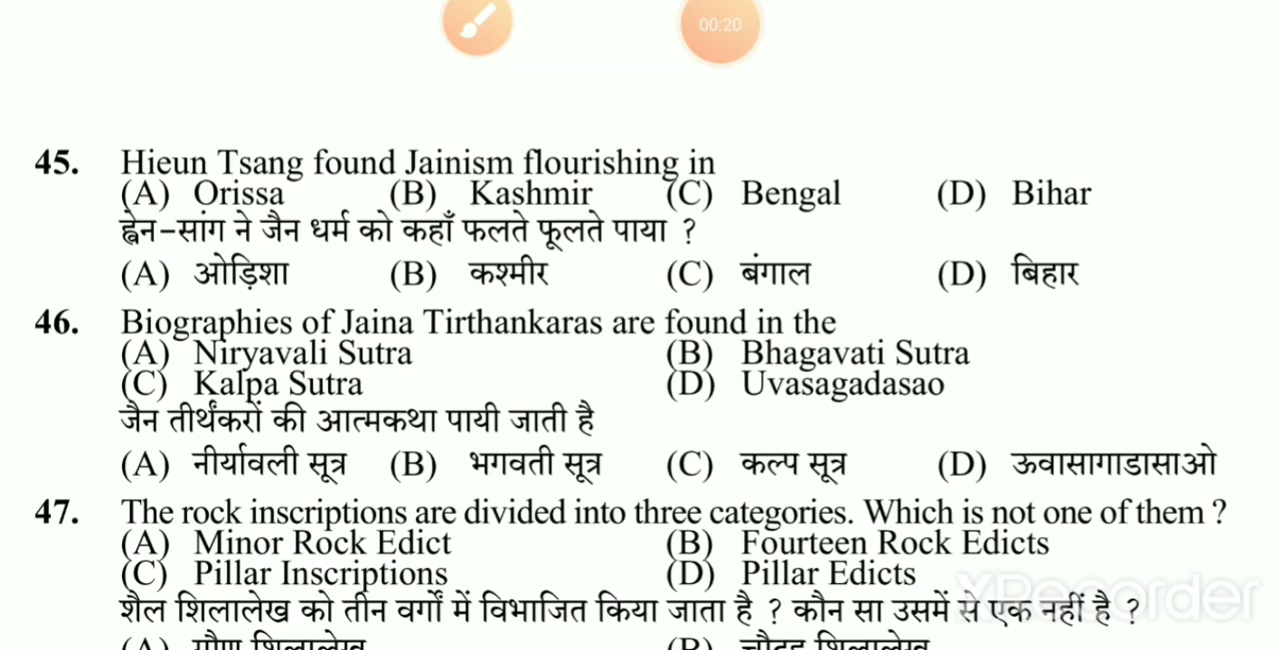 00:20
45. Hieun Tsang found Jainism flourishing in
(A) Orissa (B) Kashmir (C) Bengal (D) Bihar
ह्वेन-सांग ने जैन धर्म को कहाँ फलते फूलते पाया ?
(A) ओड़िशा (B) कश्मीर (C) बंगाल (D) बिहार
46. Biographies of Jaina Tirthankaras are found in the
(A) Niryavali Sutra (B) Bhagavati Sutra
(C) Kalpa Sutra (D) Uvasagadasao
जैन तीर्थंकरों की आत्मकथा पायी जाती है
(A) नीर्यावली सूत्र (B) भगवती सूत्र (C) कल्प सूत्र (D) ऊवासागाडासाओ
47. The rock inscriptions are divided into three categories. Which is not one of them ?
(A) Minor Rock Edict (B) Fourteen Rock Edicts
(C) Pillar Inscriptions (D) Pillar Edicts
शैल शिलालेख को तीन वर्गों में विभाजित किया जाता है ? कौन सा उसमें से एक नहीं है ?
XRecorder
(A) गौण शिलालेख (B) चौदह शिलालेख